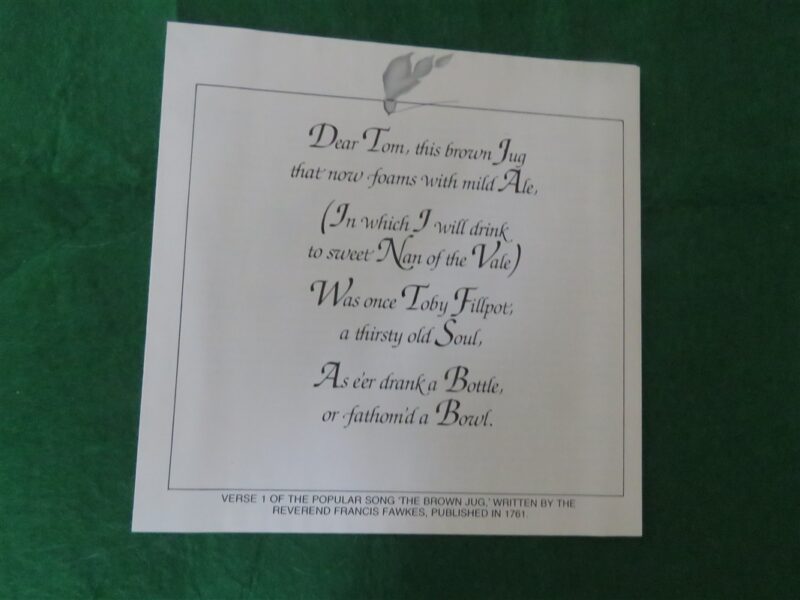 Dear Tom, this brown Jug
that now foams with mild Ale,
(In which I will drink
to sweet Nan of the Vale)
Was once Toby Fillpot,
a thirsty old Soul,
As e'er drank a Bottle,
or fathom'd a Bowl.
VERSE 1 OF THE POPULAR SONG 'THE BROWN JUG,' WRITTEN BY THE
REVEREND FRANCIS FAWKES, PUBLISHED IN 1761.